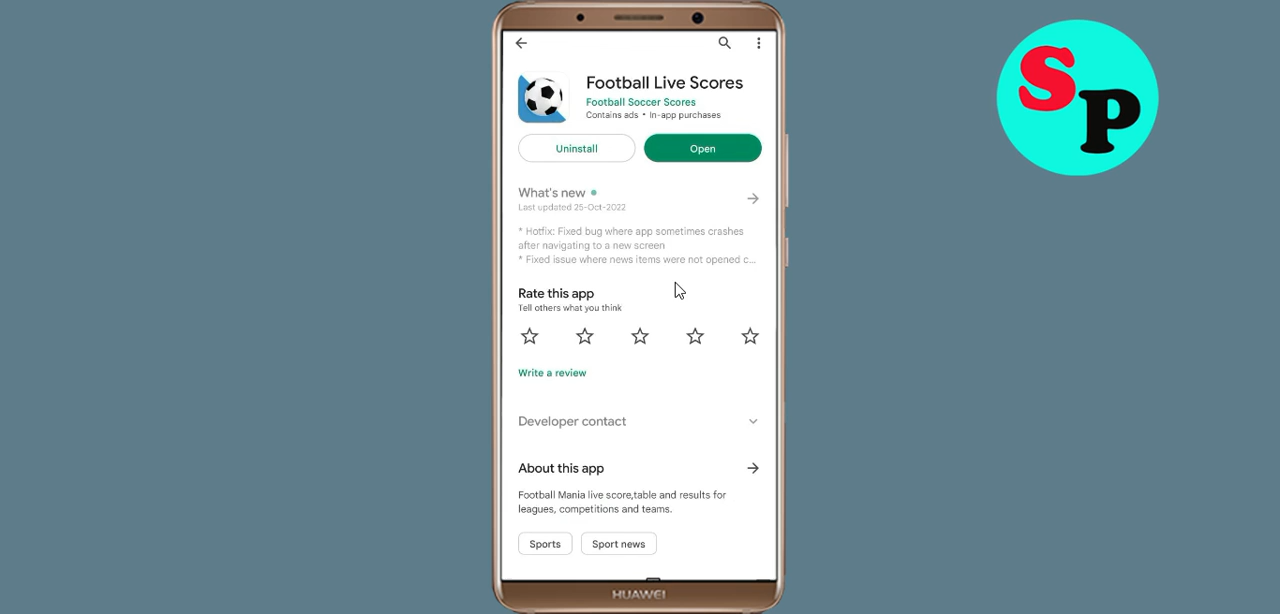 SP
Football Live Scores
Football Soccer Scores
Contains ads • In-app purchases
Uninstall
Open
What's new
Last updated 25-Oct-2022
* Hotfix: Fixed bug where app sometimes crashes
after navigating to a new screen
* Fixed issue where news items were not opened c...
Rate this app
Tell others what you think
Write a review
Developer contact
About this app
Football Mania live score,table and results for
leagues, competitions and teams.
Sports
Sport news
HUAWEI